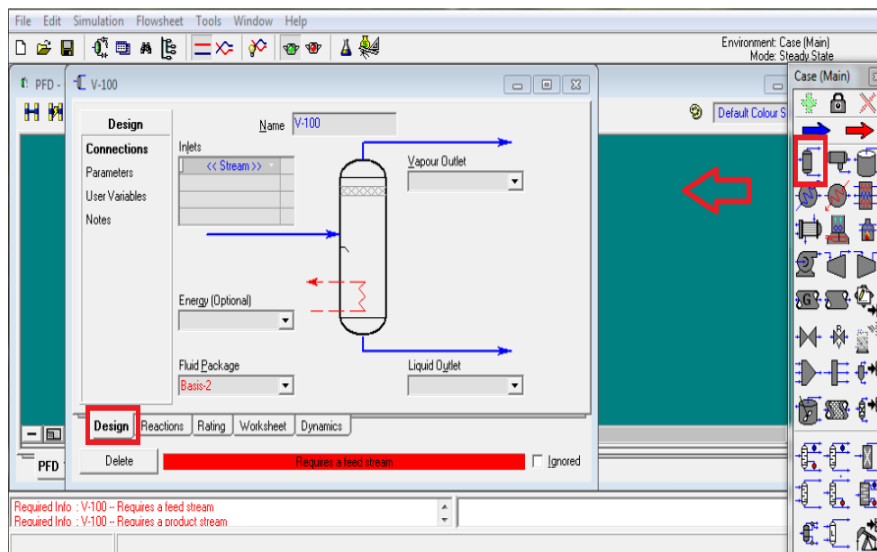 File Edit Simulation Flowsheet Tools Window Help
Environment: Case (Main)
Mode: Steady State
PFD -
V-100
Case (Main)
Default Colour S
Design
Connections
Parameters
User Variables
Notes
Name V-100
Inlets
<< Stream >>
Vapour Outlet
Energy (Optional)
Fluid Package
Basis-2
Liquid Outlet
Design Reactions Rating Worksheet Dynamics
PFD
Delete
Requires a feed stream
Ignored
Required Info : V-100 -- Requires a feed stream
Required Info : V-100 -- Requires a product stream